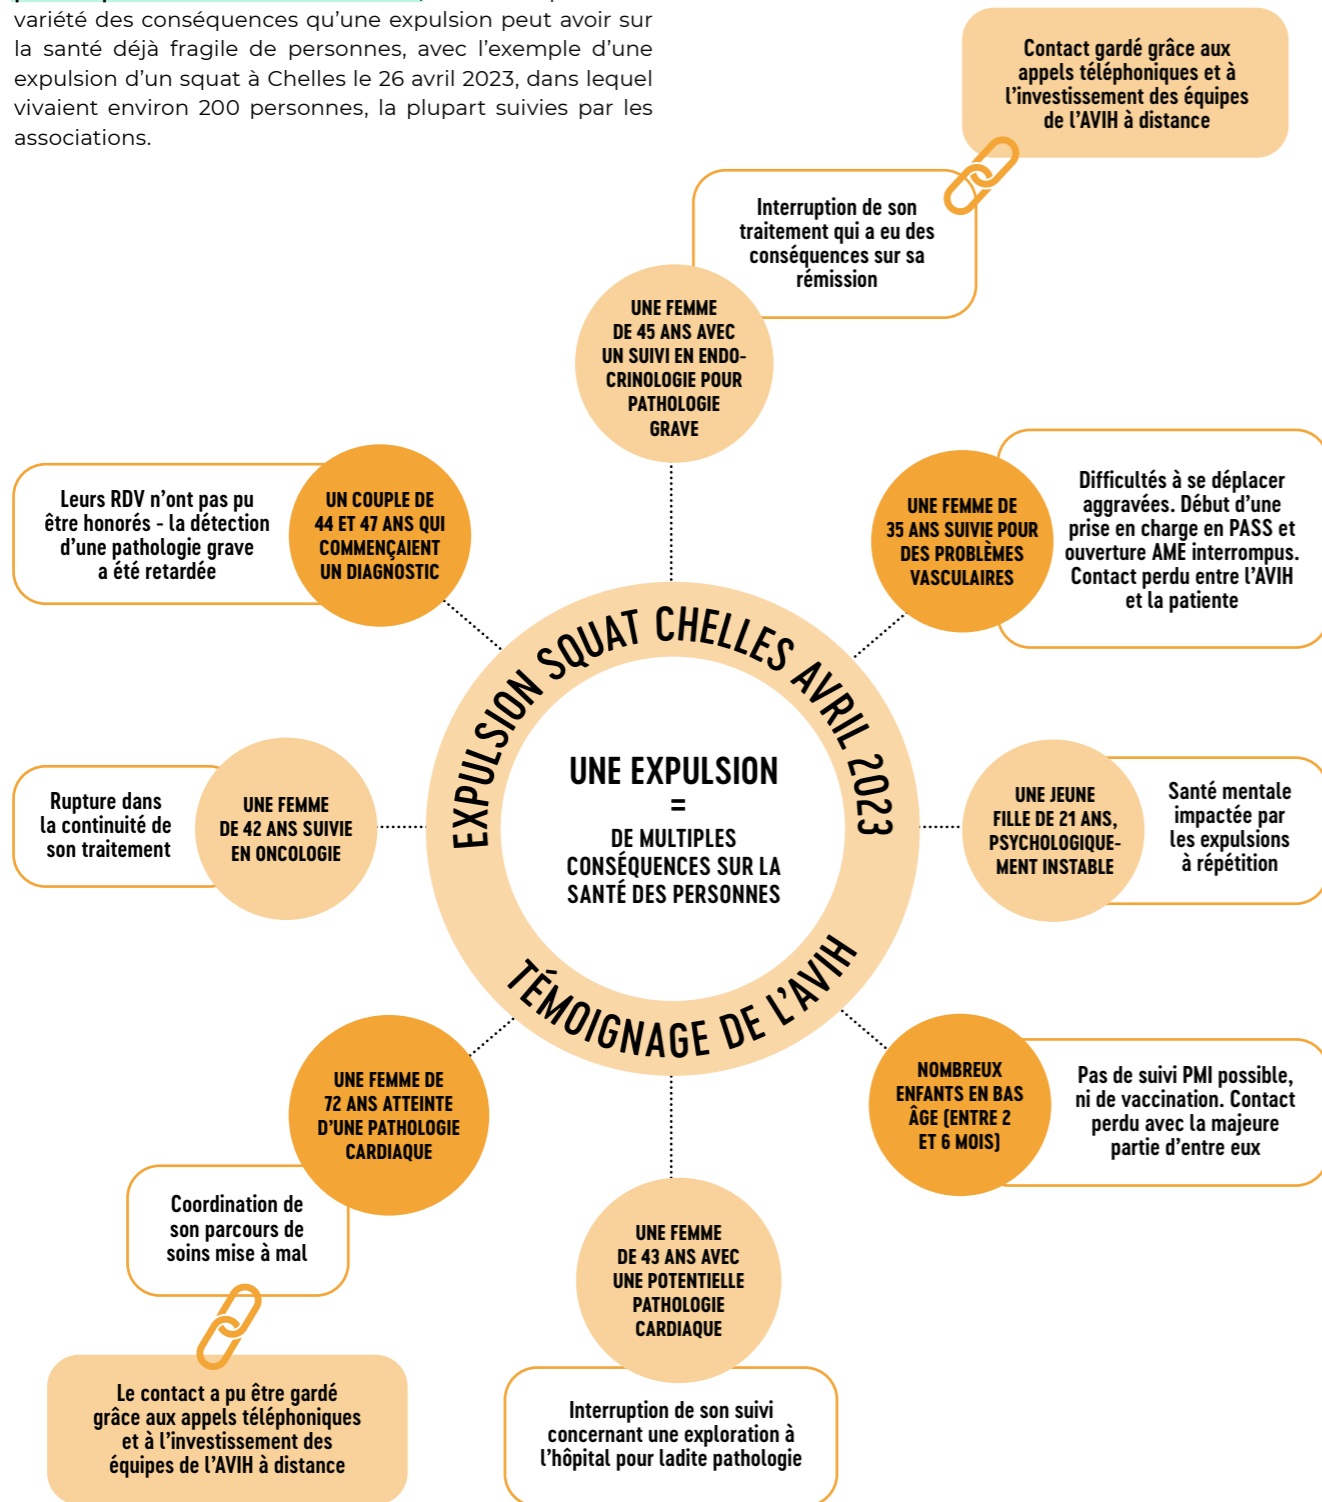 variété des conséquences qu'une expulsion peut avoir sur
la santé déjà fragile de personnes, avec l'exemple d'une
expulsion d'un squat à Chelles le 26 avril 2023, dans lequel
vivaient environ 200 personnes, la plupart suivies par les
associations.
Contact gardé grâce aux
appels téléphoniques et à
l'investissement des équipes
de l'AVIH à distance
Interruption de son
traitement qui a eu des
conséquences sur sa
rémission
UNE FEMME
DE 45 ANS AVEC
UN SUIVI EN ENDO-
CRINOLOGIE POUR
PATHOLOGIE
GRAVE
Leurs RDV n'ont pas pu
être honorés - la détection
d'une pathologie grave
a été retardée
UN COUPLE DE
44 ET 47 ANS QUI
COMMENÇAIENT
UN DIAGNOSTIC
UNE FEMME DE
35 ANS SUIVIE POUR
DES PROBLÈMES
VASCULAIRES
Difficultés à se déplacer
aggravées. Début d'une
prise en charge en PASS et
ouverture AME interrompus.
Contact perdu entre l'AVIH
et la patiente
EXPULSION SQUAT CHELLES AVRIL 2023
UNE EXPULSION
=
DE MULTIPLES
CONSÉQUENCES SUR LA
SANTÉ DES PERSONNES
TÉMOIGNAGE DE L'AVIH
Rupture dans
la continuité de
son traitement
UNE FEMME
DE 42 ANS SUIVIE
EN ONCOLOGIE
UNE JEUNE
FILLE DE 21 ANS,
PSYCHOLOGIQUE-
MENT INSTABLE
Santé mentale
impactée par
les expulsions
à répétition
UNE FEMME DE
72 ANS ATTEINTE
D'UNE PATHOLOGIE
CARDIAQUE
Coordination de
son parcours de
soins mise à mal
Le contact a pu être gardé
grâce aux appels téléphoniques
et à l'investissement des
équipes de l'AVIH à distance
NOMBREUX
ENFANTS EN BAS
ÂGE (ENTRE 2
ET 6 MOIS)
Pas de suivi PMI possible,
ni de vaccination. Contact
perdu avec la majeure
partie d'entre eux
UNE FEMME
DE 43 ANS AVEC
UNE POTENTIELLE
PATHOLOGIE
CARDIAQUE
Interruption de son suivi
concernant une exploration à
l'hôpital pour ladite pathologie